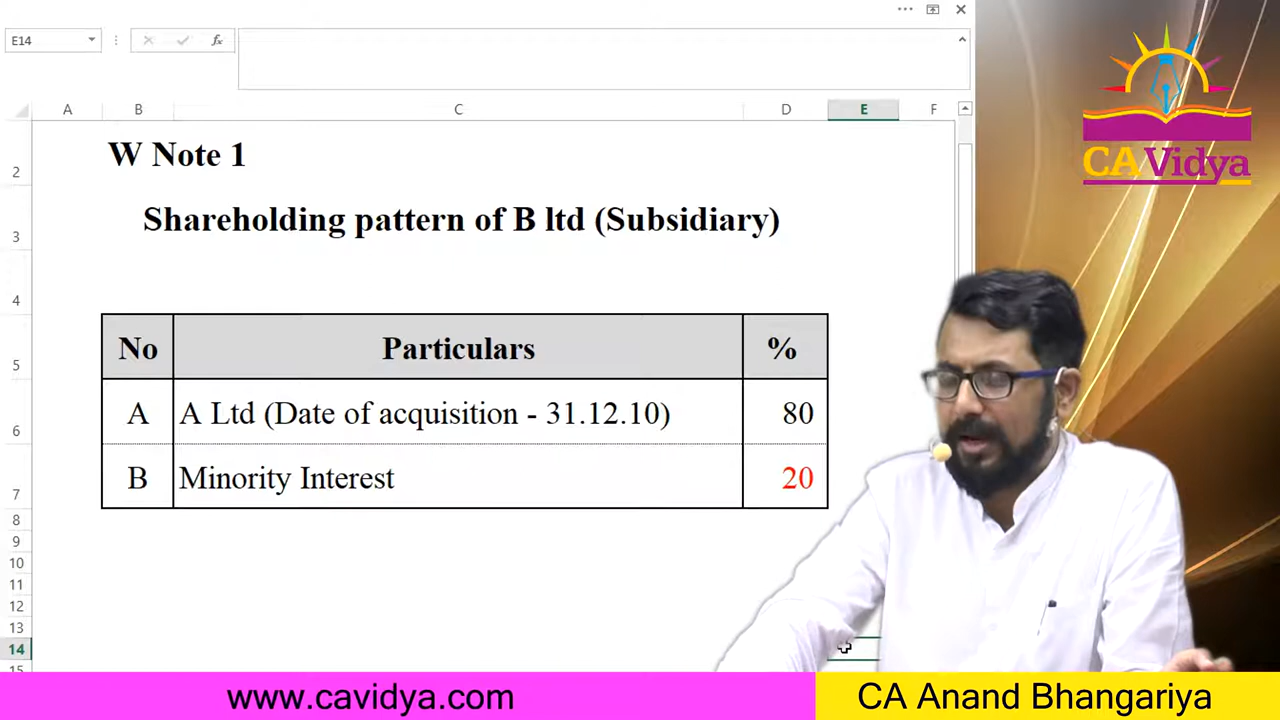 E14
fx
A B C D E F
2 W Note 1
3 Shareholding pattern of B ltd (Subsidiary)
4
5 No Particulars %
6 A A Ltd (Date of acquisition - 31.12.10) 80
7 B Minority Interest 20
8
9
10
11
12
13
14
15
CA Vidya
www.cavidya.com
CA Anand Bhangariya